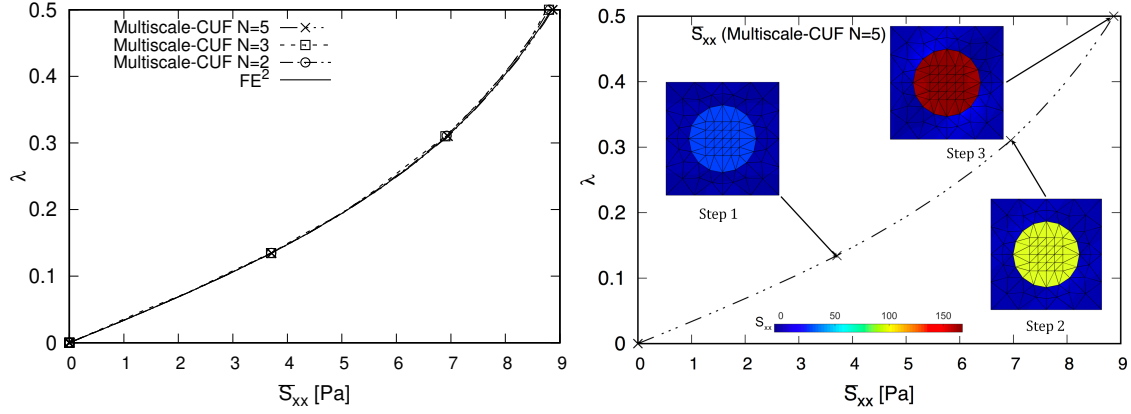 Multiscale-CUF N=5
Multiscale-CUF N=3
Multiscale-CUF N=2
FE²
0.5
0.4
0.3
0.2
0.1
0
λ
0 1 2 3 4 5 6 7 8 9
S̅xx [Pa]
S̅xx (Multiscale-CUF N=5)
0.5
0.4
0.3
0.2
0.1
0
λ
Step 3
Step 1
Step 2
Sxx 0 50 100 150
0 1 2 3 4 5 6 7 8 9
S̅xx [Pa]